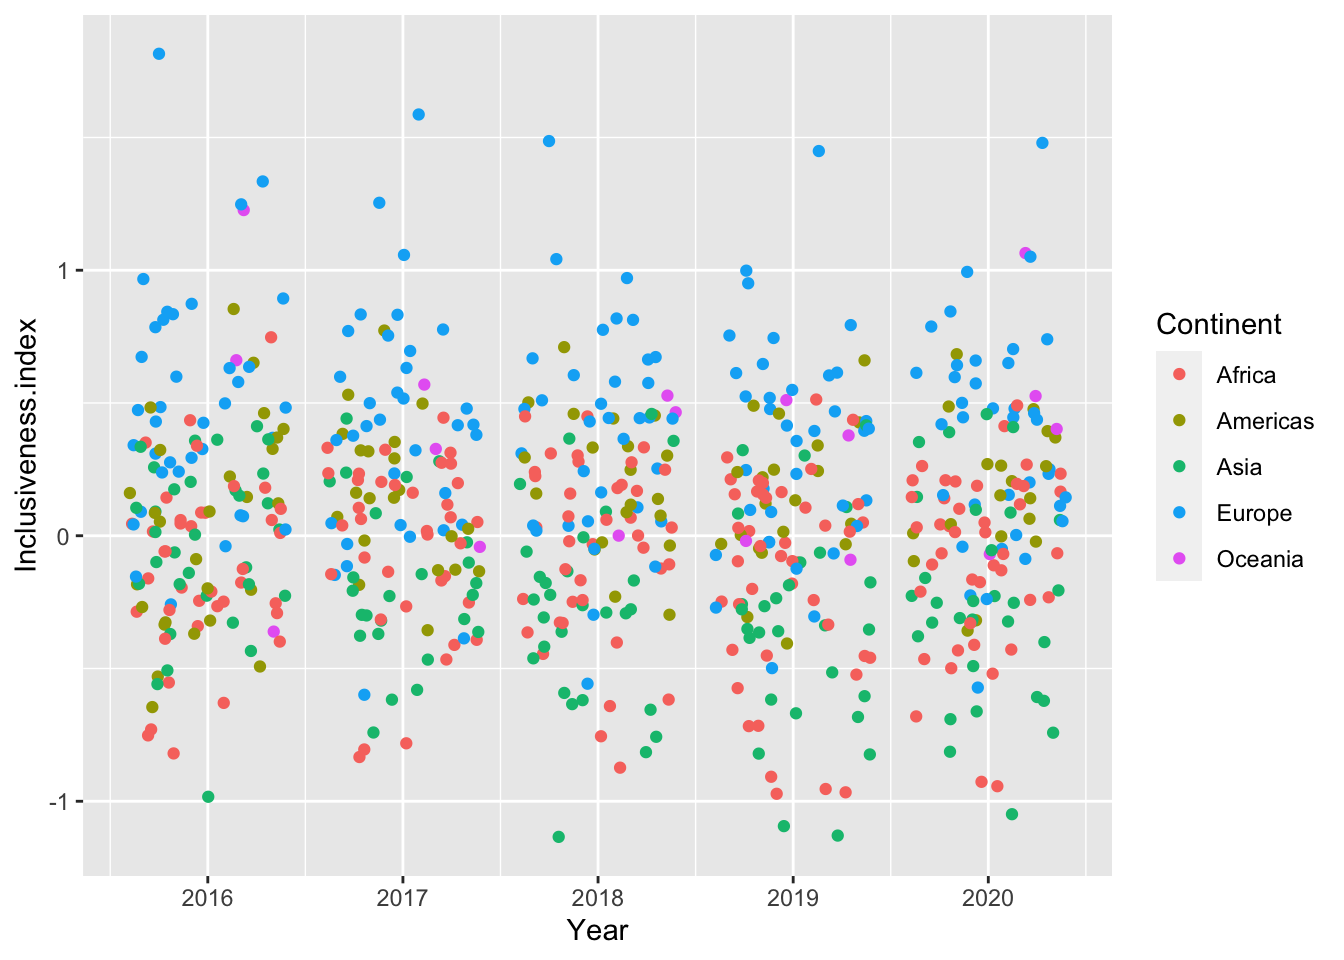 Inclusiveness.index
1
0
-1
2016
2017
2018
2019
2020
Year
Continent
Africa
Americas
Asia
Europe
Oceania